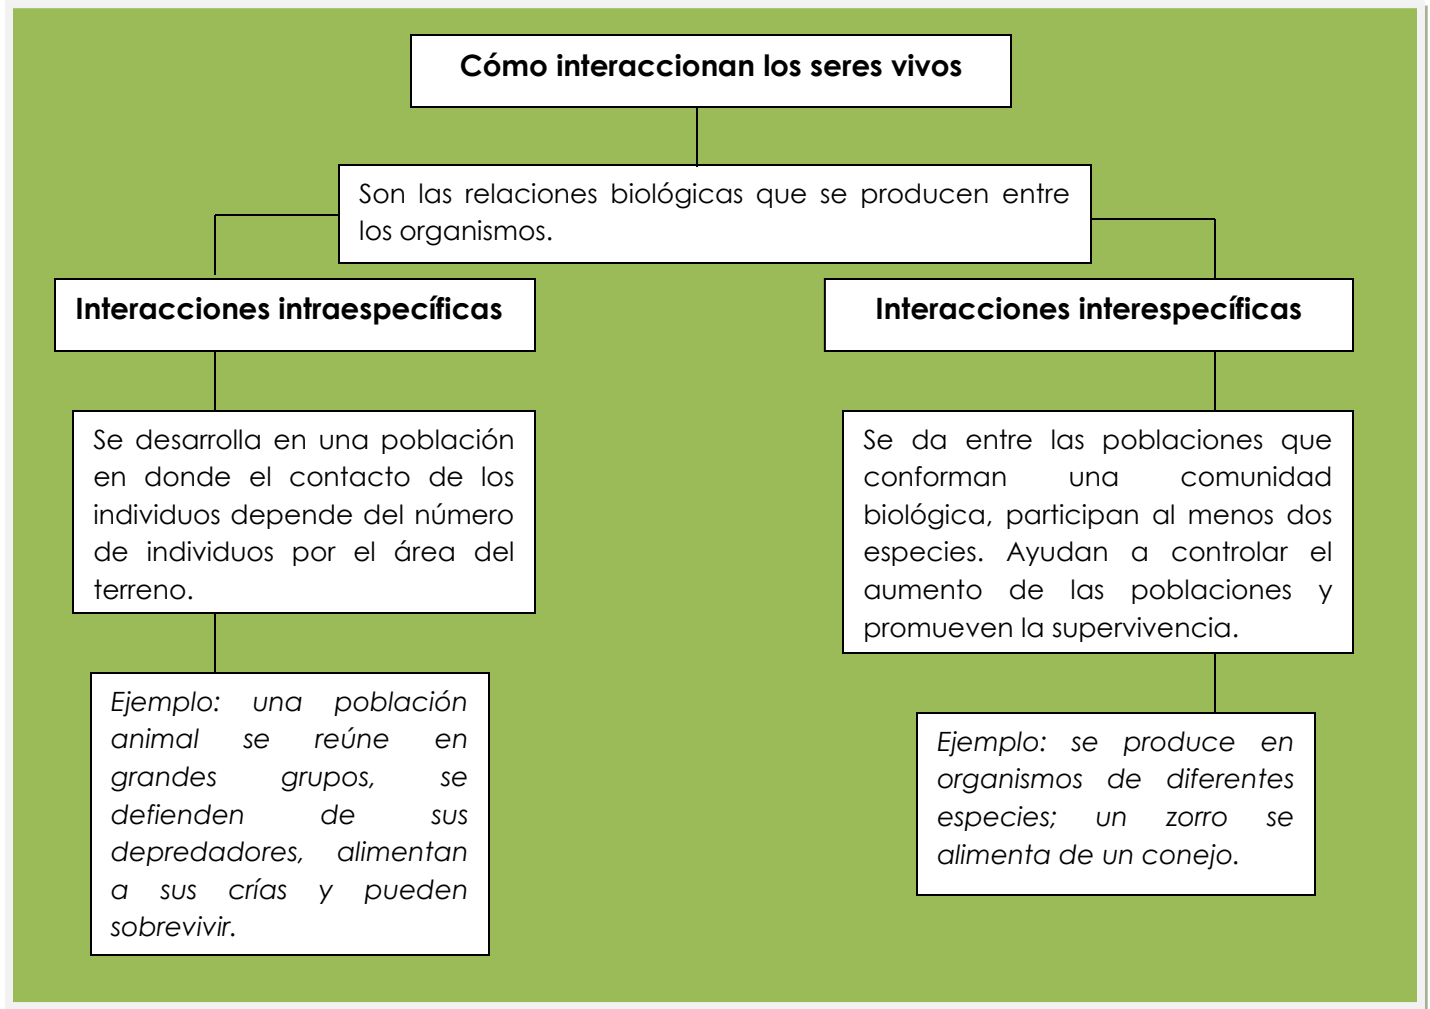 Cómo interaccionan los seres vivos
Son las relaciones biológicas que se producen entre
los organismos.
Interacciones intraespecíficas
Se desarrolla en una población
en donde el contacto de los
individuos depende del número
de individuos por el área del
terreno.
Ejemplo: una población
animal se reúne en
grandes grupos, se
defienden de sus
depredadores, alimentan
a sus crías y pueden
sobrevivir.
Interacciones interespecíficas
Se da entre las poblaciones que
conforman una comunidad
biológica, participan al menos dos
especies. Ayudan a controlar el
aumento de las poblaciones y
promueven la supervivencia.
Ejemplo: se produce en
organismos de diferentes
especies; un zorro se
alimenta de un conejo.